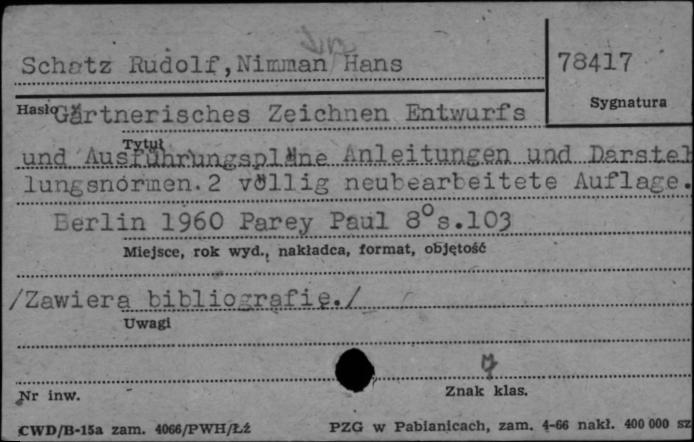 Schatz Rudolf, Nimman Hans
78417
Hasło
Sygnatura
Gärtnerisches Zeichnen Entwurfs
Tytuł
und Ausführungspläne Anleitungen und Darstel
lungsnormen.2 völlig neubearbeitete Auflage.
Berlin 1960 Parey Paul 8° s.103
Miejsce, rok wyd., nakładca, format, objętość
/Zawiera bibliografię./
Uwagi
Nr inw.
Znak klas.
CWD/B-15a zam. 4066/PWH/Łź
PZG w Pabianicach, zam. 4-66 nakł. 400 000 sz